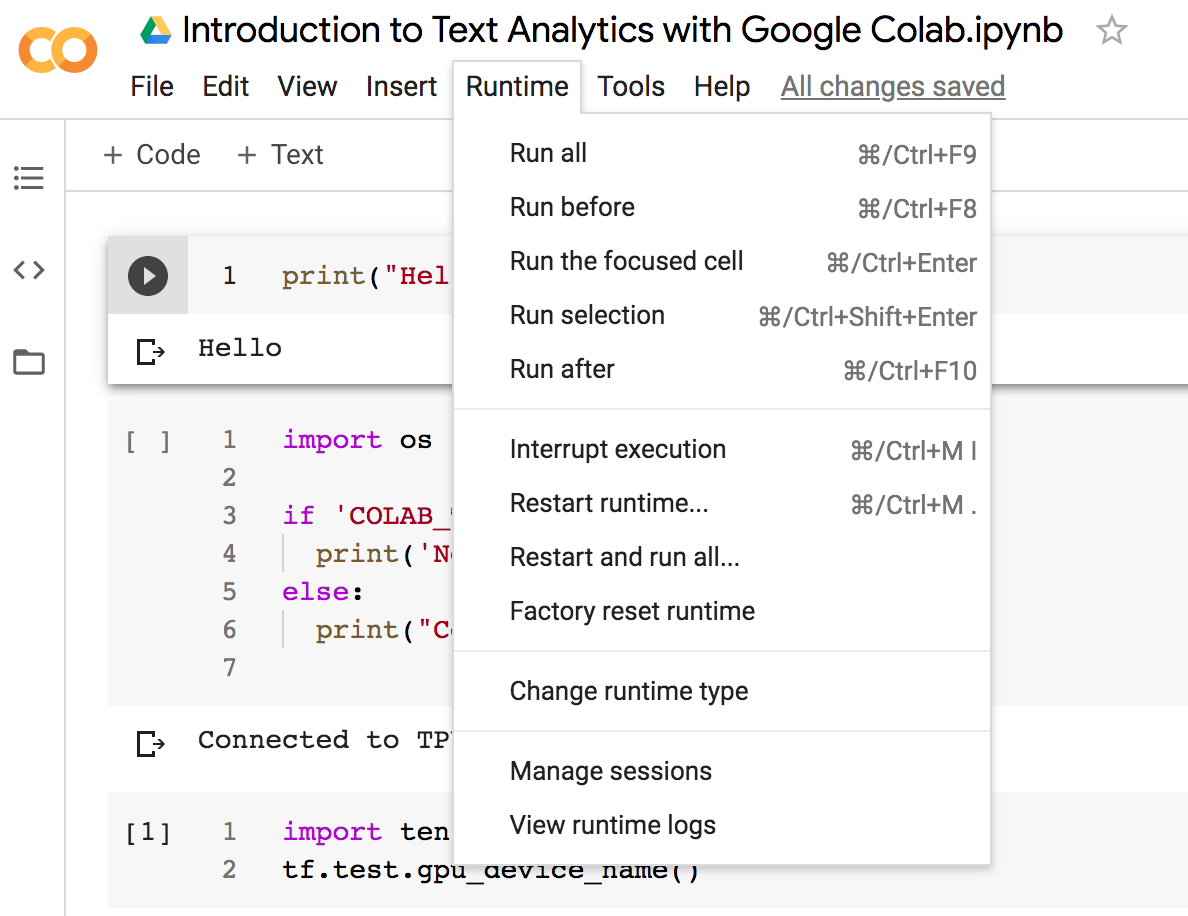 Introduction to Text Analytics with Google Colab.ipynb
File Edit View Insert Runtime Tools Help All changes saved
+ Code + Text
Run all ⌘/Ctrl+F9
Run before ⌘/Ctrl+F8
Run the focused cell ⌘/Ctrl+Enter
Run selection ⌘/Ctrl+Shift+Enter
Run after ⌘/Ctrl+F10
Interrupt execution ⌘/Ctrl+M I
Restart runtime... ⌘/Ctrl+M .
Restart and run all...
Factory reset runtime
Change runtime type
Manage sessions
View runtime logs
1 print("Hel
Hello
[ ] 1 import os
2
3 if 'COLAB_
4 print('N
5 else:
6 print("C
7
Connected to TP
[1] 1 import ten
2 tf.test.gpu_device_name()